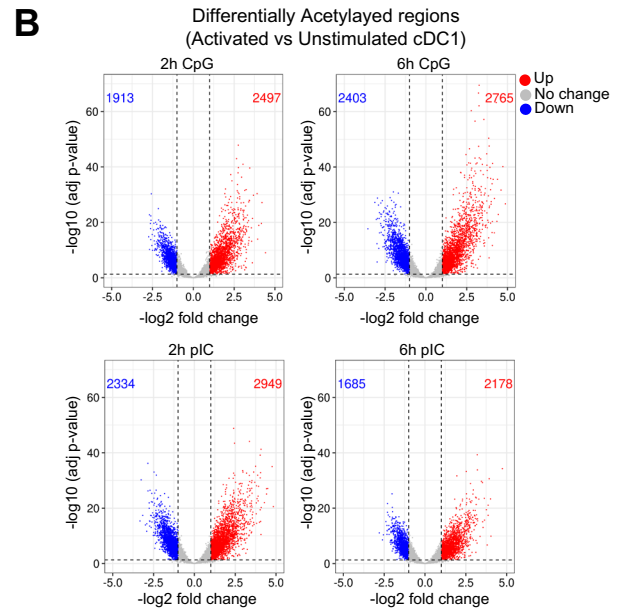 B
Differentially Acetylayed regions
(Activated vs Unstimulated cDC1)
2h CpG
1913
2497
-log10 (adj p-value)
60
40
20
0
-5.0 -2.5 0.0 2.5 5.0
-log2 fold change
6h CpG
2403
2765
-log10 (adj p-value)
60
40
20
0
-5.0 -2.5 0.0 2.5 5.0
-log2 fold change
Up
No change
Down
2h pIC
2334
2949
-log10 (adj p-value)
60
40
20
0
-5.0 -2.5 0.0 2.5 5.0
-log2 fold change
6h pIC
1685
2178
-log10 (adj p-value)
60
40
20
0
-5.0 -2.5 0.0 2.5 5.0
-log2 fold change